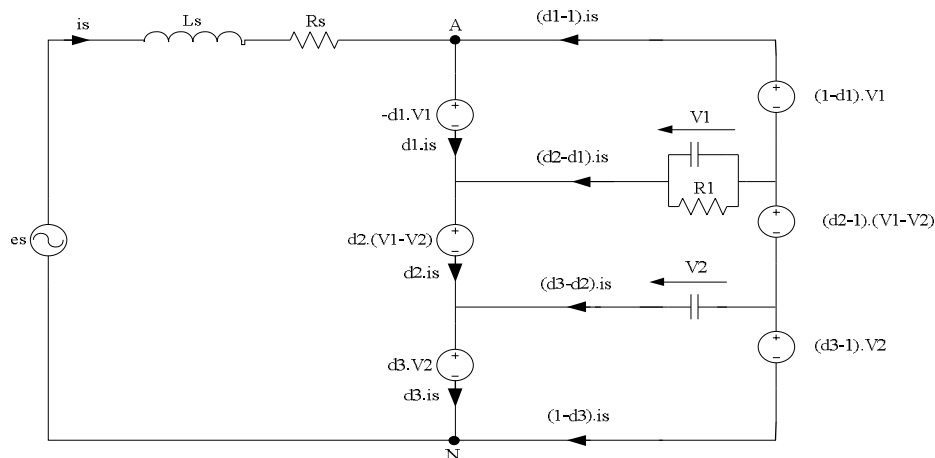 is
Ls
Rs
A
(d1-1).is
(1-d1).V1
-d1.V1
V1
d1.is
(d2-d1).is
R1
(d2-1).(V1-V2)
es
d2.(V1-V2)
V2
d2.is
(d3-d2).is
(d3-1).V2
d3.V2
d3.is
(1-d3).is
N